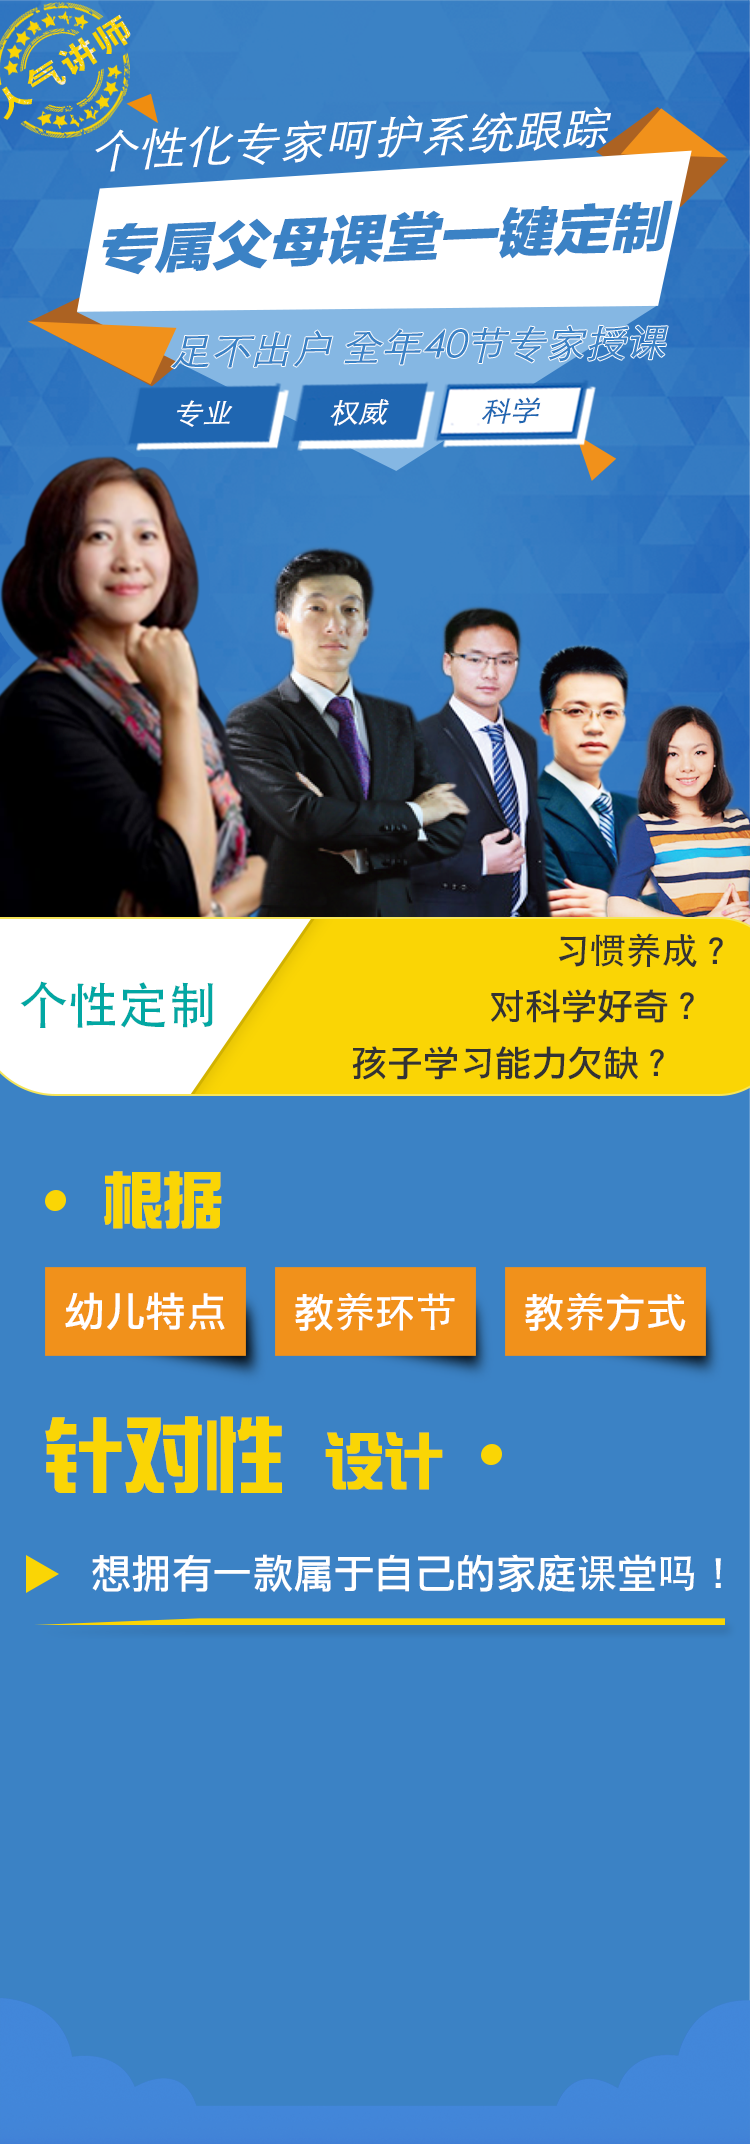 人气讲师
个性化专家呵护系统跟踪
专属父母课堂一键定制
足不出户 全年40节专家授课
专业 权威 科学
习惯养成？
个性定制
对科学好奇？
孩子学习能力欠缺？
根据
幼儿特点 教养环节 教养方式
针对性 设计
想拥有一款属于自己的家庭课堂吗！